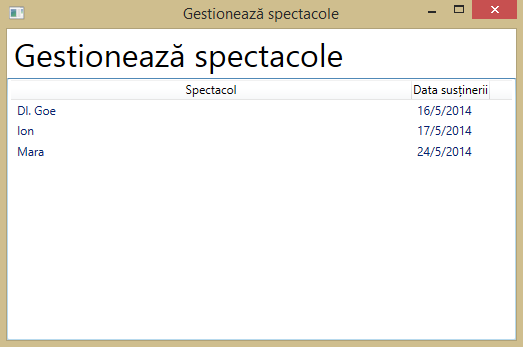 Gestionează spectacole
Gestionează spectacole
Spectacol Data susținerii
Dl. Goe 16/5/2014
Ion 17/5/2014
Mara 24/5/2014